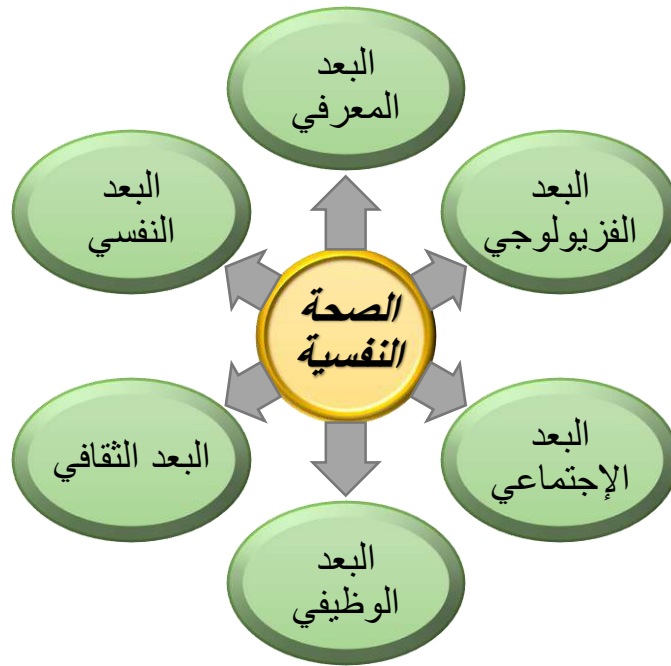 البعد
المعرفي
البعد
الفزيولوجي
البعد
النفسي
الصحة
النفسية
البعد
الإجتماعي
البعد الثقافي
البعد
الوظيفي